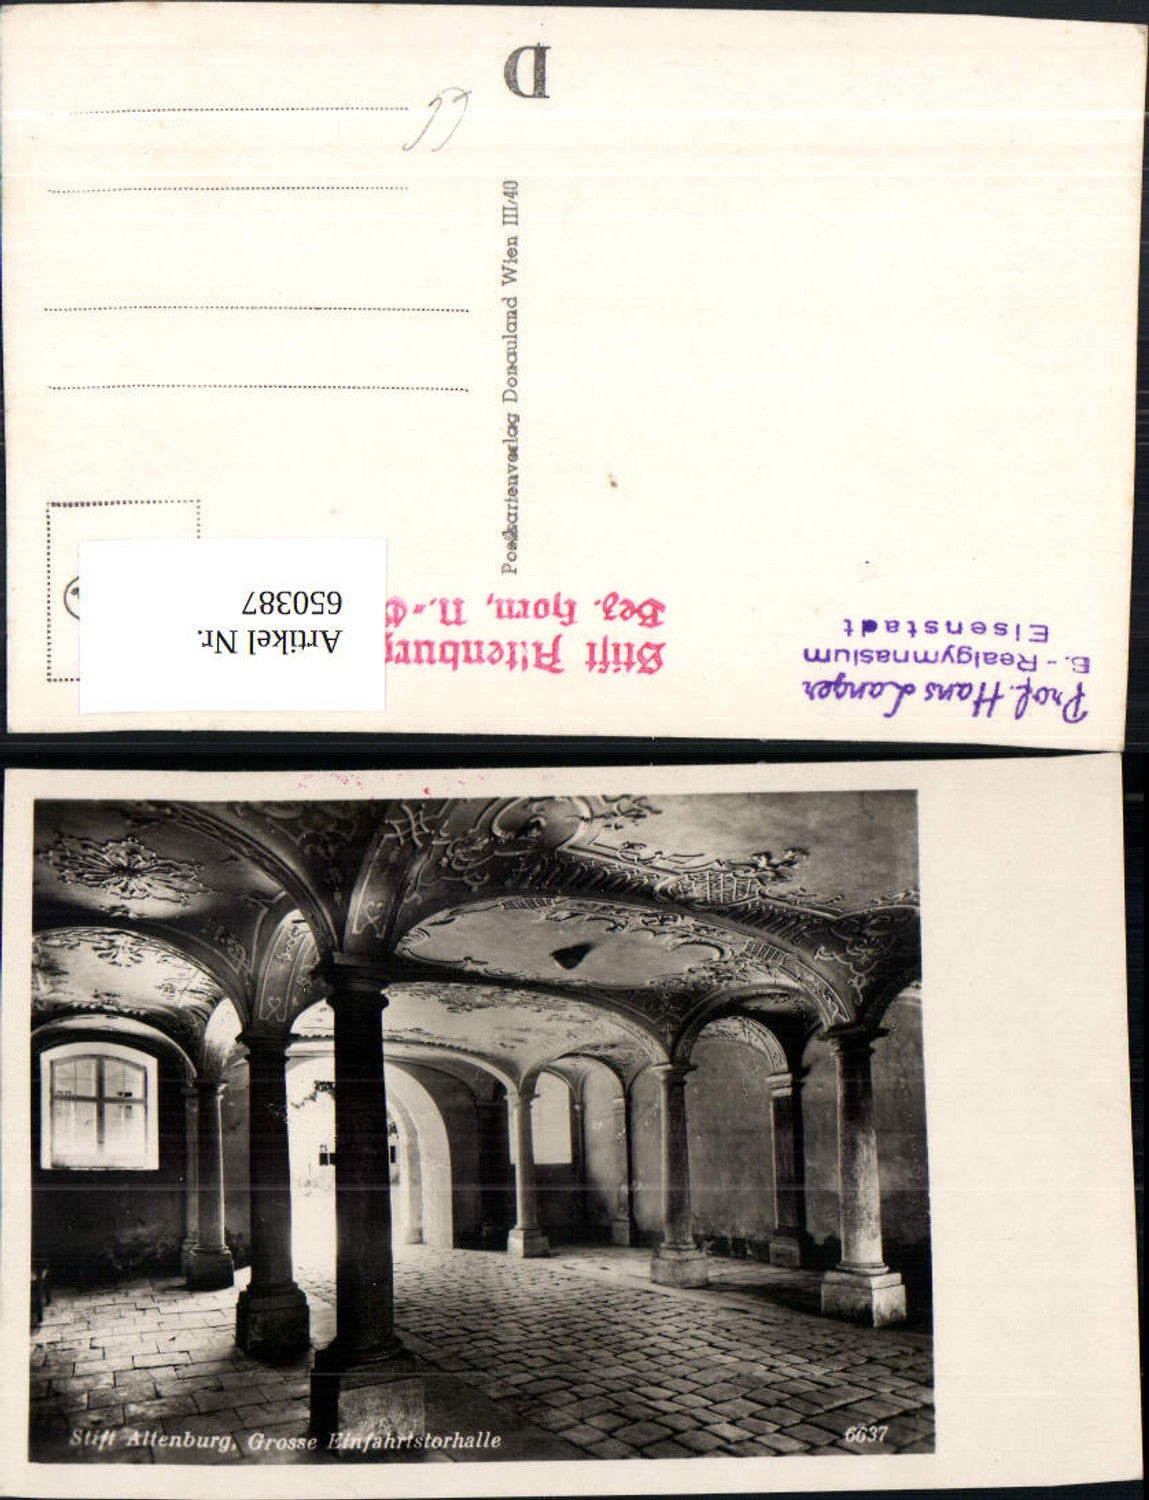 D
Postkartenverlag Donauland Wien III/40
Prof. Hans Langer
B.-Realgymnasium
Eisenstadt
Stift Altenburg
Bez. Horn, N.-
Artikel Nr.
650387
Stift Altenburg, Grosse Einfahrtstorhalle
6637